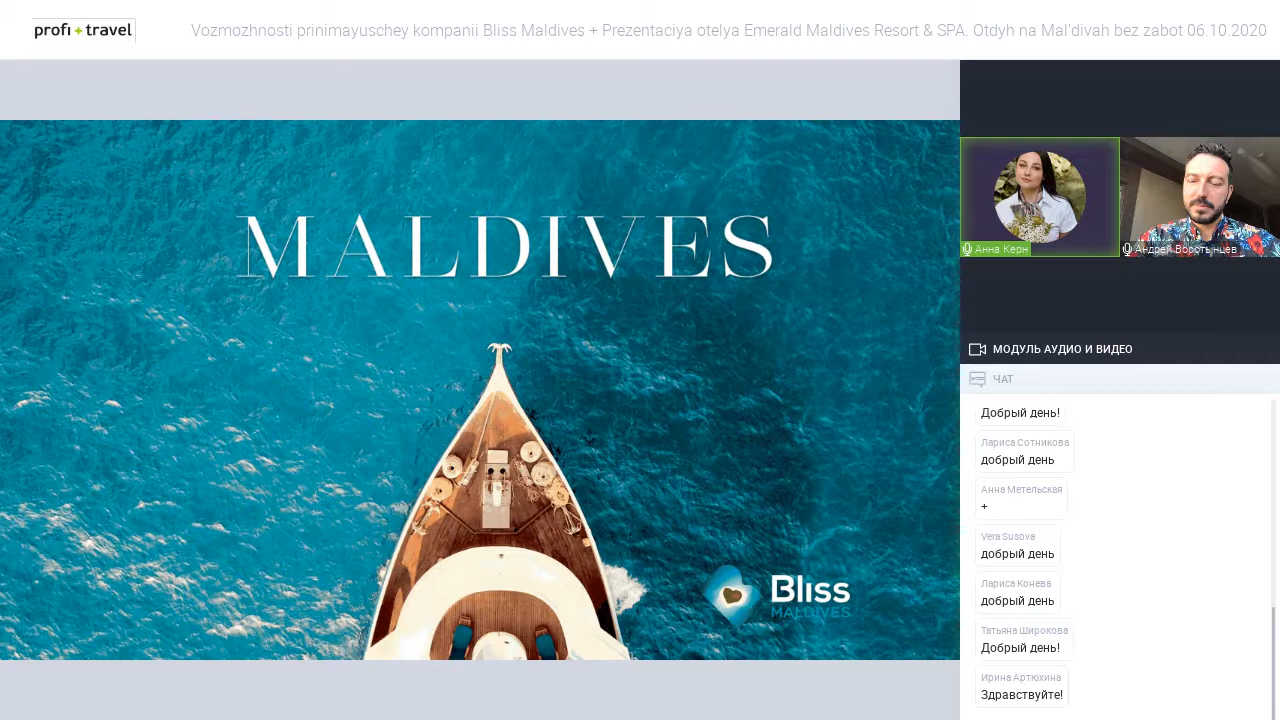 profi + travel
Vozmozhnosti prinimayuschey kompanii Bliss Maldives + Prezentaciya otelya Emerald Maldives Resort & SPA. Otdyh na Mal'divah bez zabot 06.10.2020
MALDIVES
Bliss
MALDIVES
Анна Керн
Андрей Воротынцев
МОДУЛЬ АУДИО И ВИДЕО
ЧАТ
Добрый день!
Лариса Сотникова
добрый день
Анна Метельская
+
Vera Susova
добрый день
Лариса Конева
добрый день
Татьяна Широкова
Добрый день!
Ирина Артюхина
Здравствуйте!